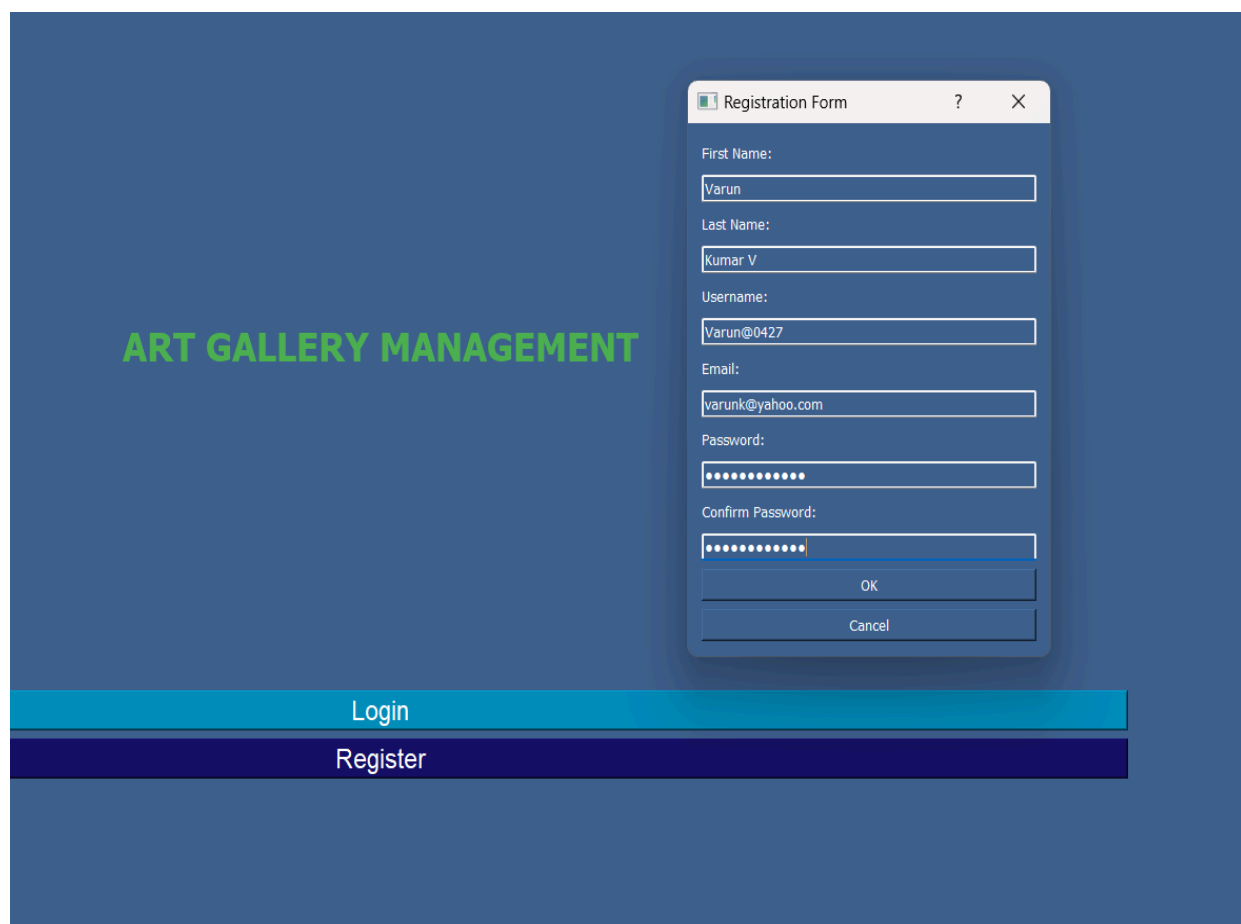 Registration Form ?
First Name:
Varun
Last Name:
Kumar V
Username:
Varun@0427
ART GALLERY MANAGEMENT
Email:
varunk@yahoo.com
Password:
●●●●●●●●●●●●
Confirm Password:
●●●●●●●●●●●●
OK
Cancel
Login
Register